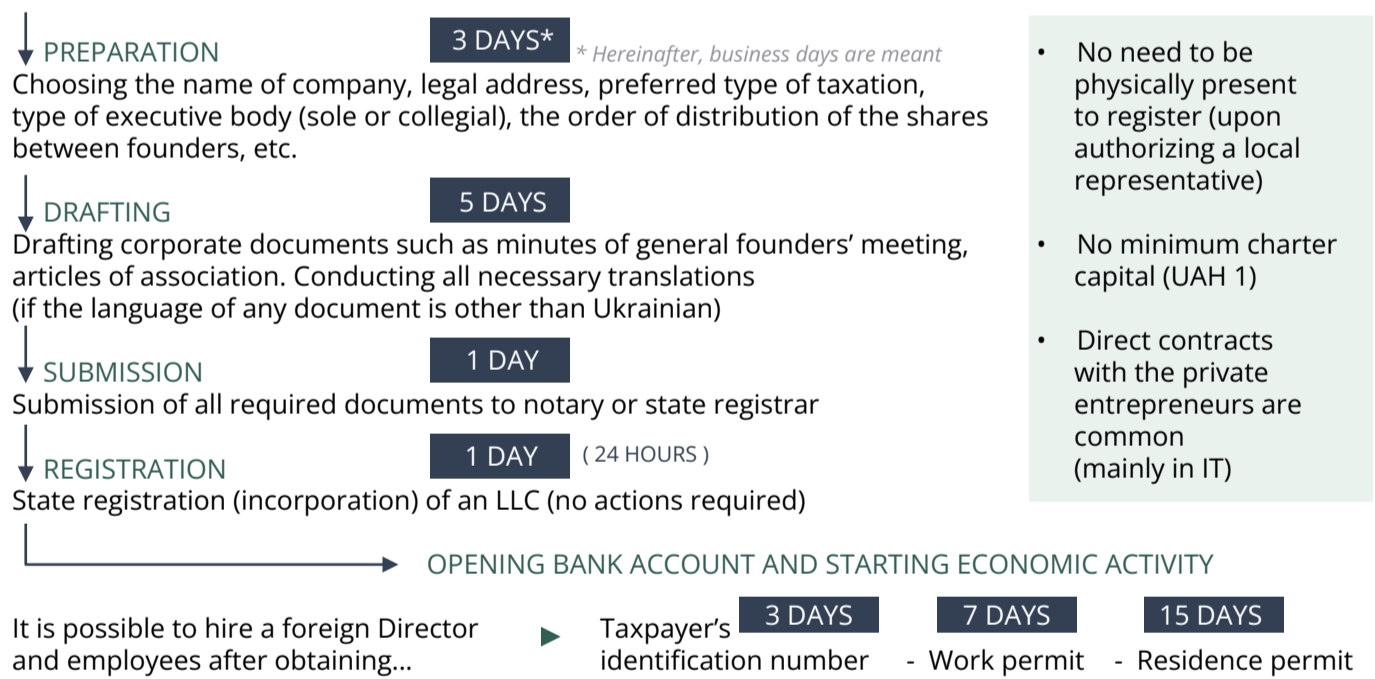 PREPARATION
3 DAYS*
* Hereinafter, business days are meant
Choosing the name of company, legal address, preferred type of taxation,
type of executive body (sole or collegial), the order of distribution of the shares
between founders, etc.
DRAFTING
5 DAYS
Drafting corporate documents such as minutes of general founders’ meeting,
articles of association. Conducting all necessary translations
(if the language of any document is other than Ukrainian)
SUBMISSION
1 DAY
Submission of all required documents to notary or state registrar
REGISTRATION
1 DAY
( 24 HOURS )
State registration (incorporation) of an LLC (no actions required)
• No need to be
physically present
to register (upon
authorizing a local
representative)
• No minimum charter
capital (UAH 1)
• Direct contracts
with the private
entrepreneurs are
common
(mainly in IT)
OPENING BANK ACCOUNT AND STARTING ECONOMIC ACTIVITY
It is possible to hire a foreign Director
and employees after obtaining...
Taxpayer’s
identification number
3 DAYS
7 DAYS
- Work permit
15 DAYS
- Residence permit